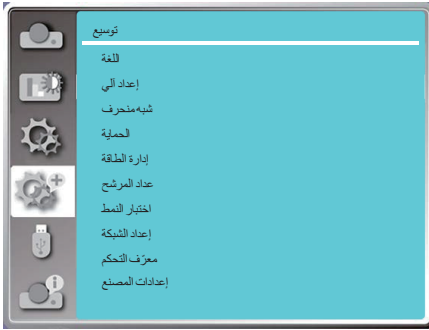 توسيع
اللغة
إعداد آلي
شبه منحرف
الحماية
إدارة الطاقة
عداد المرشح
اختبار النمط
إعداد الشبكة
معرّف التحكم
إعدادات المصنع